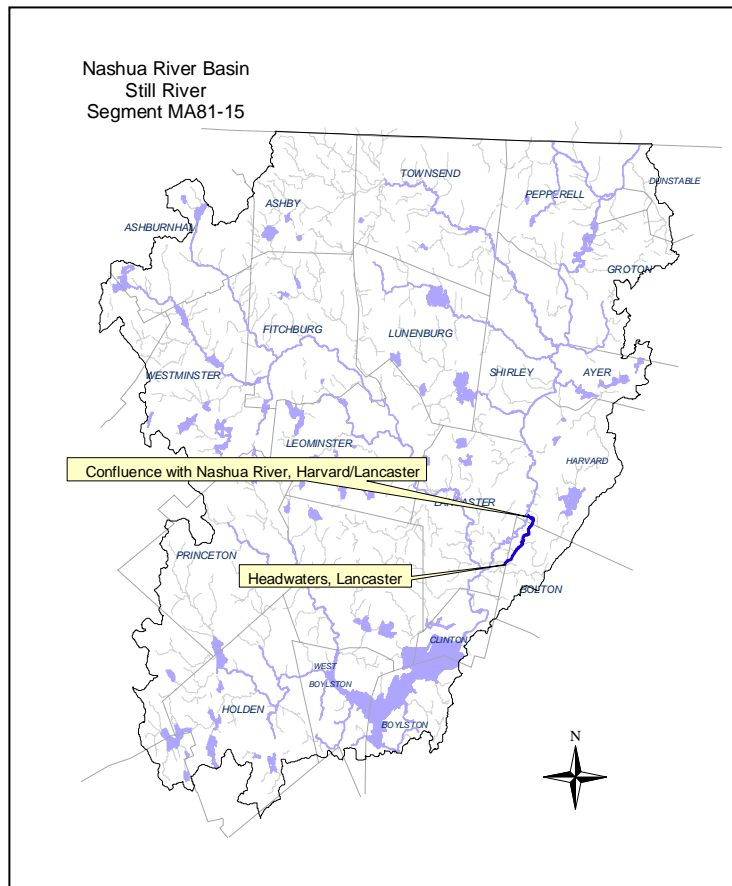 Nashua River Basin
Still River
Segment MA81-15
TOWNSEND
PEPPERELL
DUNSTABLE
ASHBY
ASHBURNHAM
GROTON
FITCHBURG
LUNENBURG
WESTMINSTER
SHIRLEY
AYER
LEOMINSTER
HARVARD
Confluence with Nashua River, Harvard/Lancaster
LANCASTER
PRINCETON
Headwaters, Lancaster
BOLTON
CLINTON
WEST
BOYLSTON
HOLDEN
BOYLSTON
N